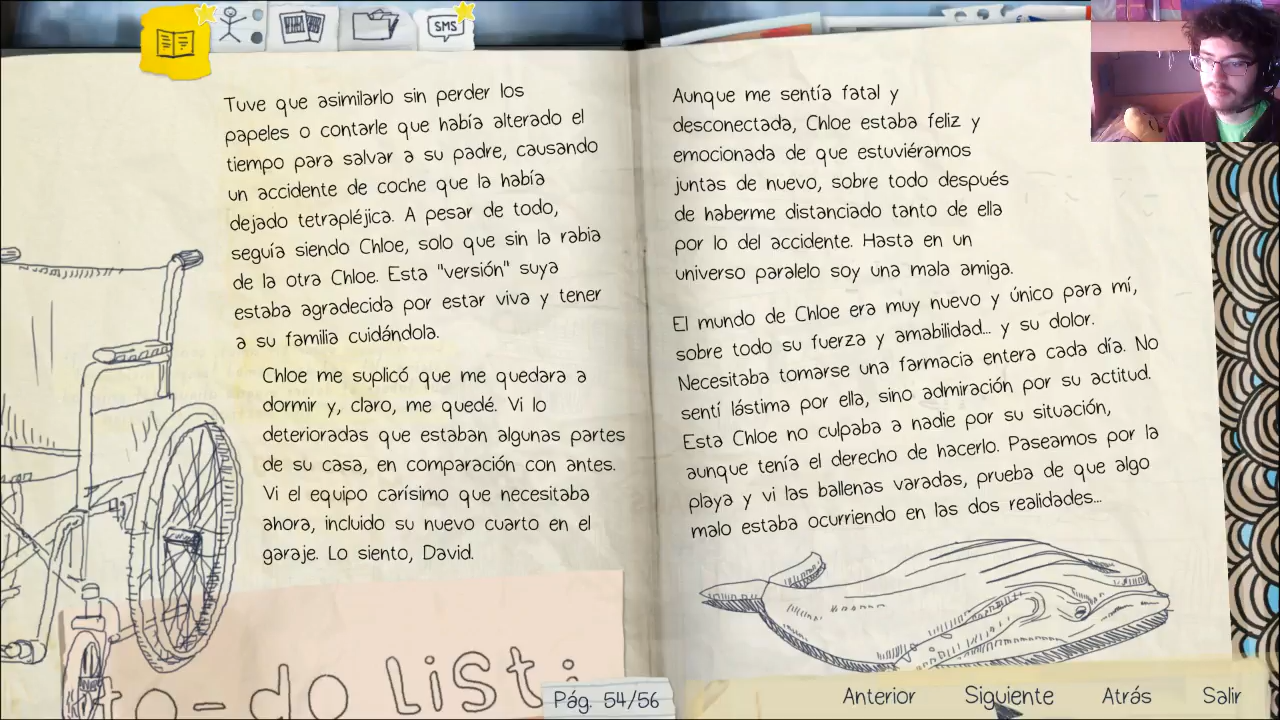 SMS
Tuve que asimilarlo sin perder los
papeles o contarle que había alterado el
tiempo para salvar a su padre, causando
un accidente de coche que la había
dejado tetrapléjica. A pesar de todo,
seguía siendo Chloe, solo que sin la rabia
de la otra Chloe. Esta "versión" suya
estaba agradecida por estar viva y tener
a su familia cuidándola.
Chloe me suplicó que me quedara a
dormir y, claro, me quedé. Vi lo
deterioradas que estaban algunas partes
de su casa, en comparación con antes.
Vi el equipo carísimo que necesitaba
ahora, incluido su nuevo cuarto en el
garaje. Lo siento, David.
to-do list:
Aunque me sentía fatal y
desconectada, Chloe estaba feliz y
emocionada de que estuviéramos
juntas de nuevo, sobre todo después
de haberme distanciado tanto de ella
por lo del accidente. Hasta en un
universo paralelo soy una mala amiga.
El mundo de Chloe era muy nuevo y único para mí,
sobre todo su fuerza y amabilidad... y su dolor.
Necesitaba tomarse una farmacia entera cada día. No
sentí lástima por ella, sino admiración por su actitud.
Esta Chloe no culpaba a nadie por su situación,
aunque tenía el derecho de hacerlo. Paseamos por la
playa y vi las ballenas varadas, prueba de que algo
malo estaba ocurriendo en las dos realidades...
Pág. 54/56
Anterior Siguiente Atrás Salir